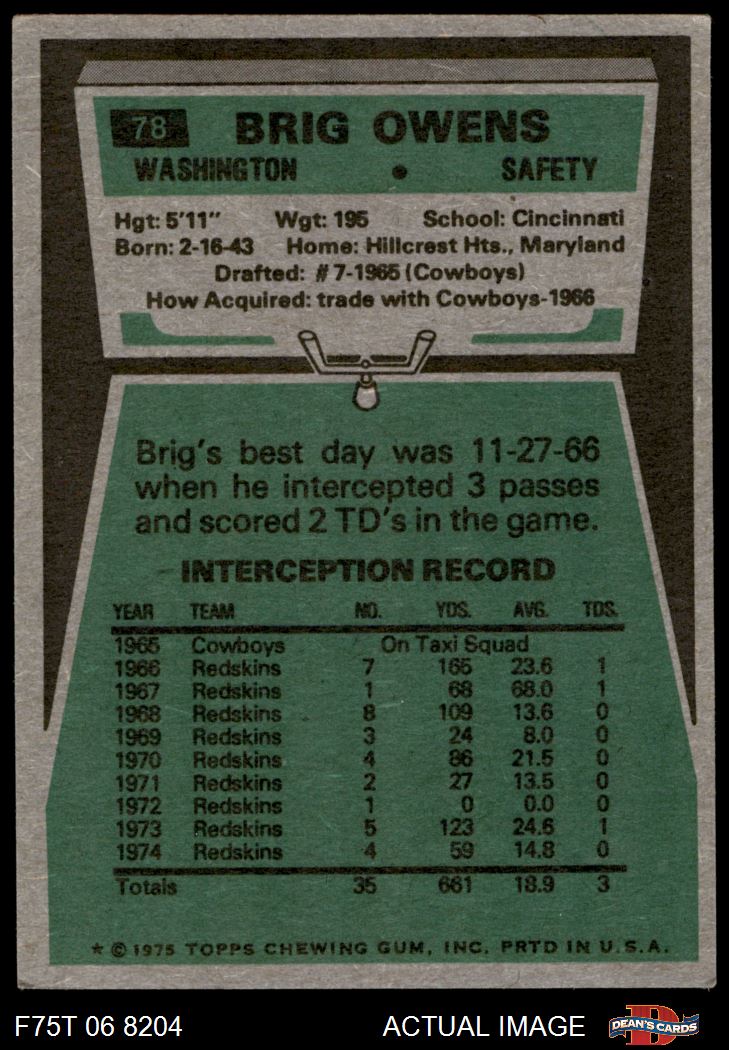 78 BRIG OWENS
WASHINGTON • SAFETY
Hgt: 5'11" Wgt: 195 School: Cincinnati
Born: 2-16-43 Home: Hillcrest Hts., Maryland
Drafted: #7-1965 (Cowboys)
How Acquired: trade with Cowboys-1966
Brig's best day was 11-27-66
when he intercepted 3 passes
and scored 2 TD's in the game.
INTERCEPTION RECORD
YEAR TEAM NO. YDS. AVG. TDS.
1965 Cowboys On Taxi Squad
1966 Redskins 7 165 23.6 1
1967 Redskins 1 68 68.0 1
1968 Redskins 8 109 13.6 0
1969 Redskins 3 24 8.0 0
1970 Redskins 4 86 21.5 0
1971 Redskins 2 27 13.5 0
1972 Redskins 1 0 0.0 0
1973 Redskins 5 123 24.6 1
1974 Redskins 4 59 14.8 0
Totals 35 661 18.9 3
* © 1975 TOPPS CHEWING GUM, INC. PRTD IN U.S.A.
F75T 06 8204 ACTUAL IMAGE D DEAN'S CARDS